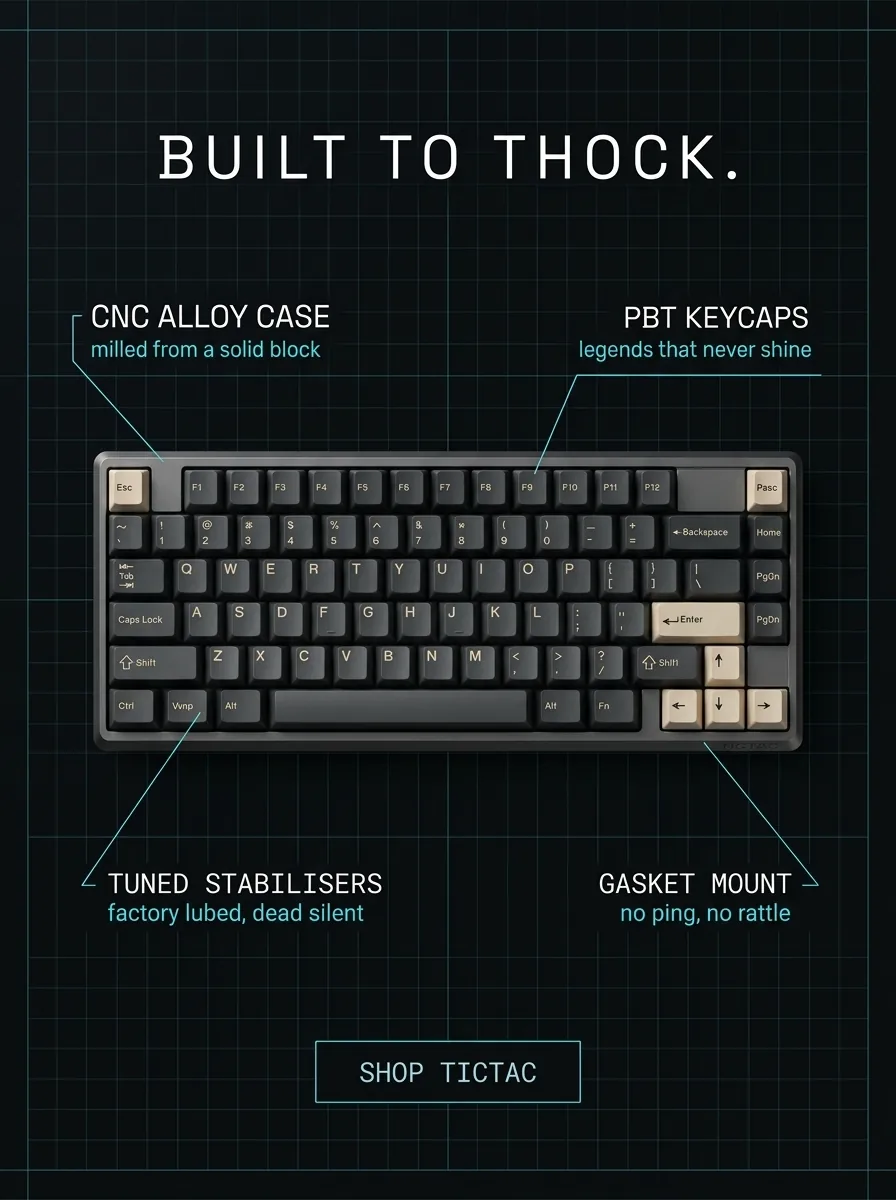 BUILT TO THOCK.
CNC ALLOY CASE
milled from a solid block
PBT KEYCAPS
legends that never shine
Esc F1 F2 F3 F4 F5 F6 F7 F8 F9 F10 P11 P12 Pasc
~ ! @ $ % ^ ( ) — +
` 1 2 3 4 5 6 7 8 9 0 - = ←Backspace Home
Tab Q W E R T Y U I O P { } !
[ ] \ PgGn
Caps Lock A S D F G H J K L : "
; Enter PgDn
Shift Z X C V B N M < > ? Shltl ↑
, . /
Ctrl Vvnp Alt Alt Fn ← ↓ →
TUNED STABILISERS
factory lubed, dead silent
GASKET MOUNT
no ping, no rattle
SHOP TICTAC